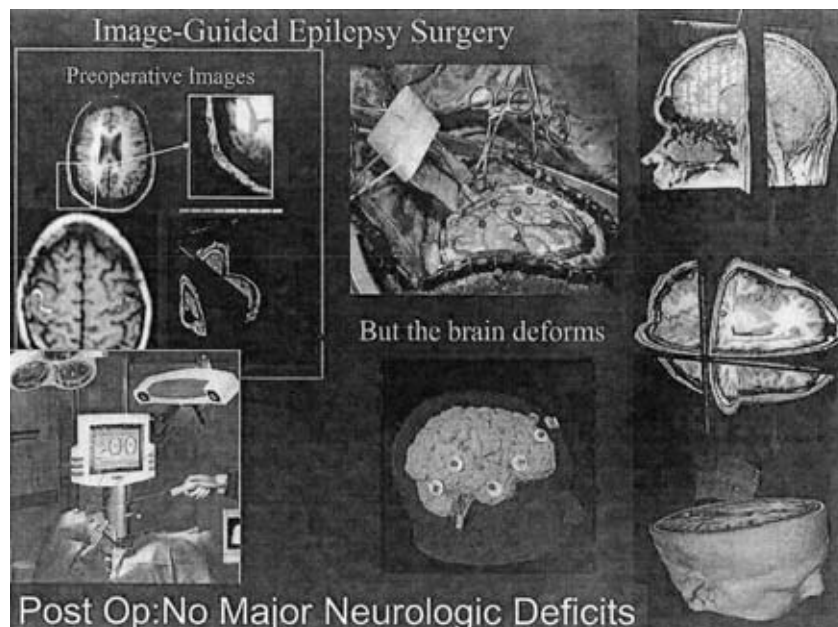 Image-Guided Epilepsy Surgery
Preoperative Images
But the brain deforms
Post Op:No Major Neurologic Deficits